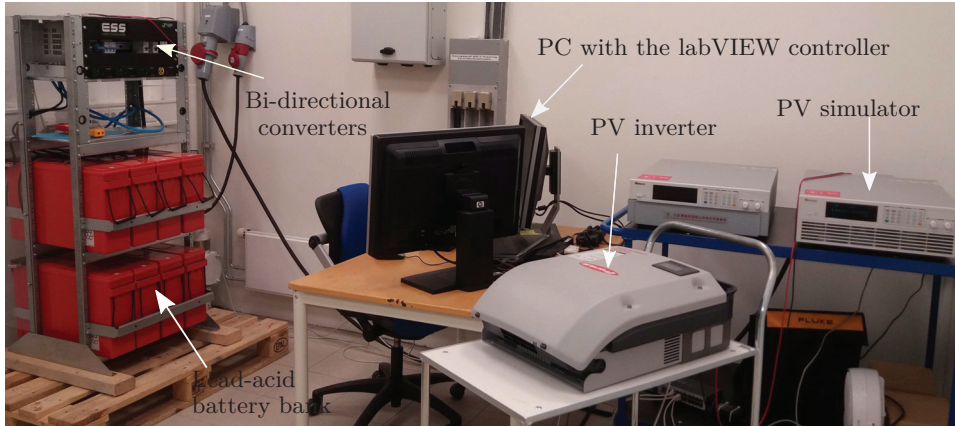 ESS
PC with the labVIEW controller
Bi-directional
converters
PV inverter
PV simulator
FLUKE
Lead-acid
battery bank